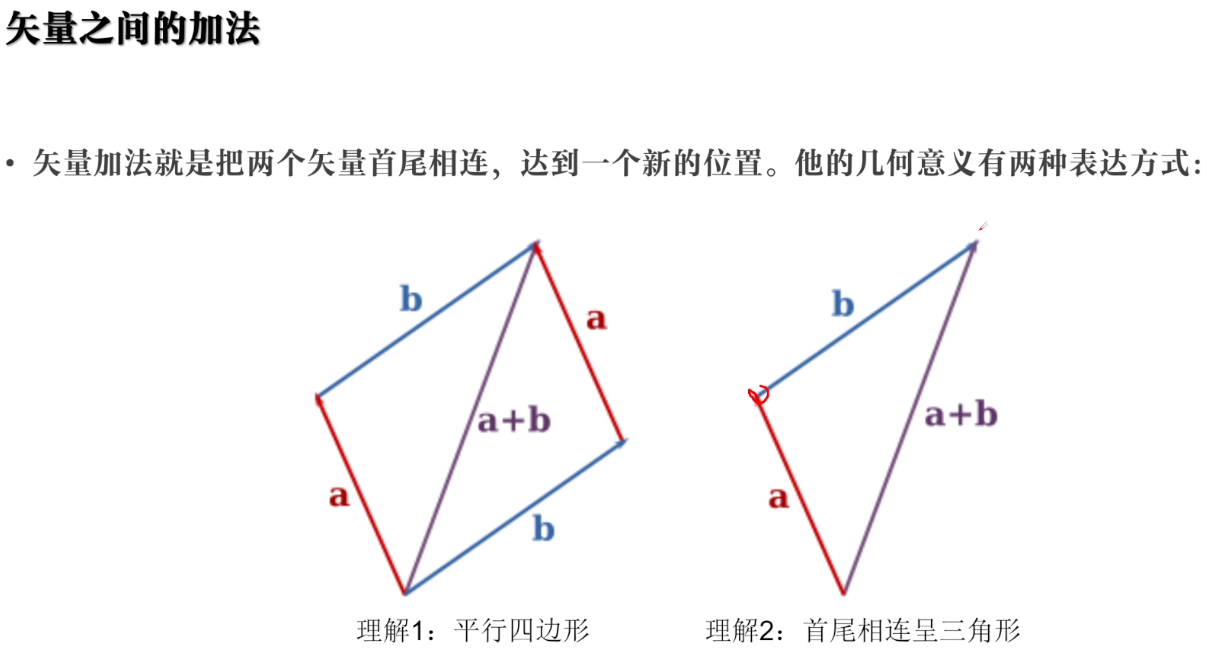 矢量之间的加法
• 矢量加法就是把两个矢量首尾相连，达到一个新的位置。他的几何意义有两种表达方式：
b
b
a
a
a+b
a+b
a
a
b
理解1：平行四边形
理解2：首尾相连呈三角形